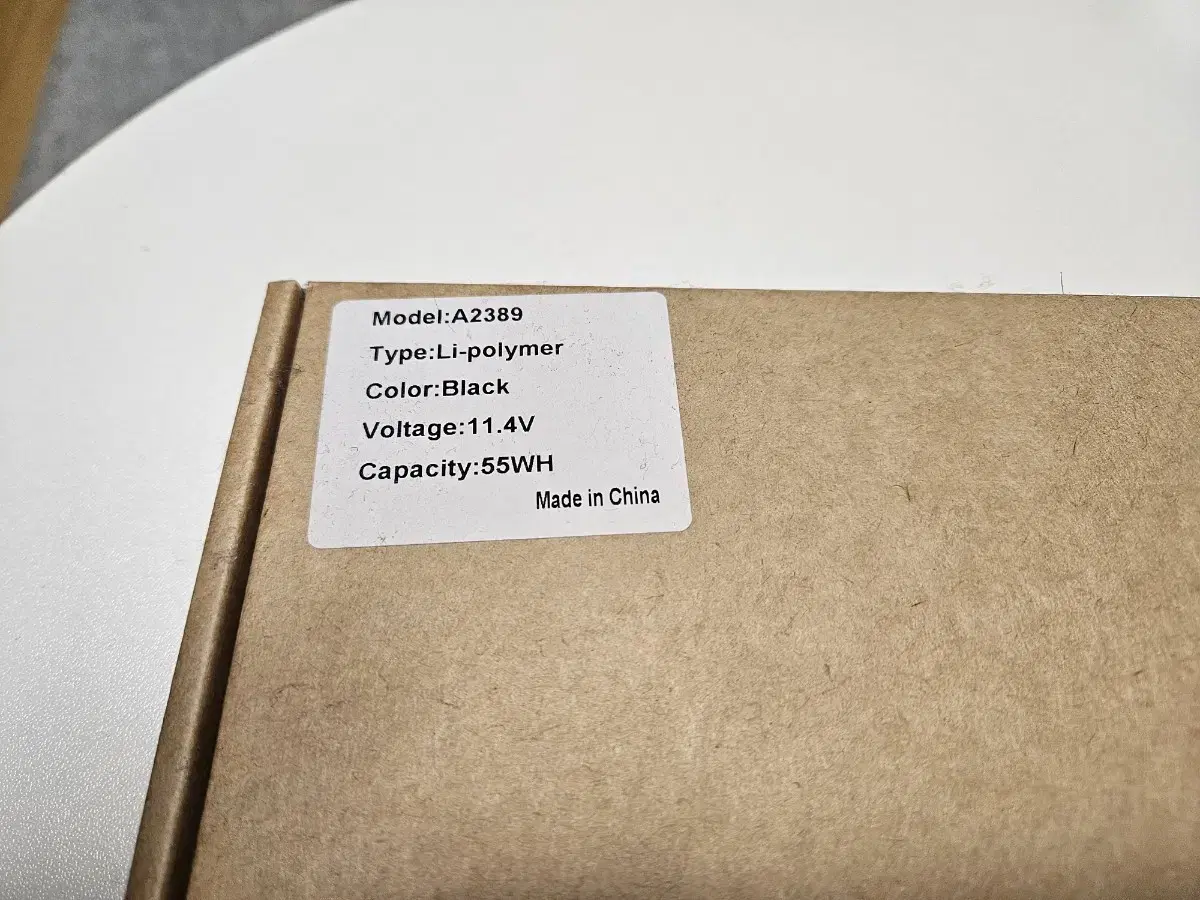 Model:A2389
Type:Li-polymer
Color:Black
Voltage:11.4V
Capacity:55WH
Made in China